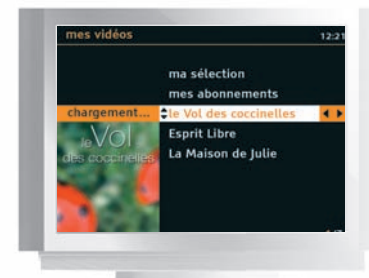 mes vidéos 12:21
ma sélection
mes abonnements
chargement... le Vol des coccinelles
Esprit Libre
La Maison de Julie
le Vol
des coccinelles